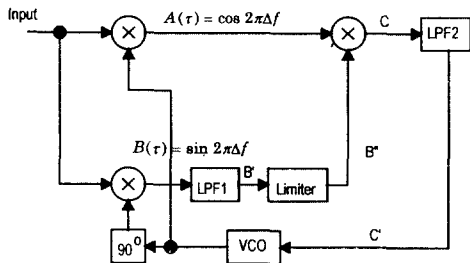 Input
A(τ) = cos 2πΔf
C
LPF2
B(τ) = sin 2πΔf
B'
B"
LPF1
Limiter
C'
90°
VCO